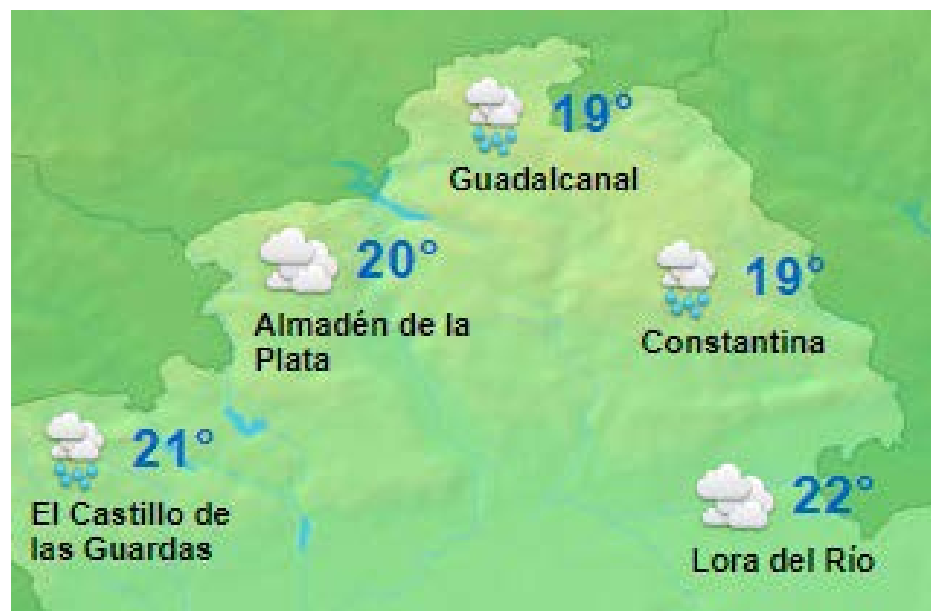 19°
Guadalcanal
20°
Almadén de la
Plata
19°
Constantina
21°
El Castillo de
las Guardas
22°
Lora del Río